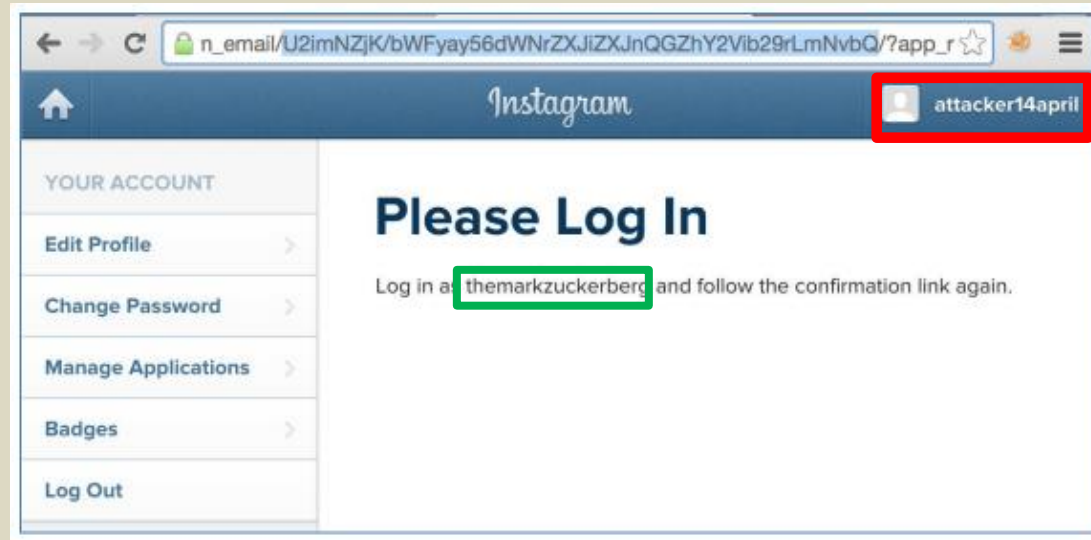 n_email/U2imNZjK/bWFyay56dWNrZXJiZXJnQGZhY2Vib29rLmNvbQ/?app_r
Instagram
attacker14april
YOUR ACCOUNT
Edit Profile
Change Password
Manage Applications
Badges
Log Out
Please Log In
Log in as themarkzuckerberg and follow the confirmation link again.